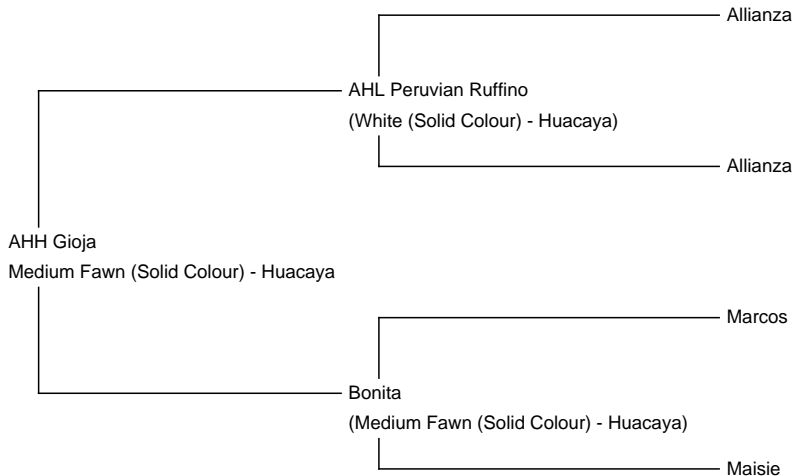 Allianza
AHL Peruvian Ruffino
(White (Solid Colour) - Huacaya)
Allianza
AHH Gioja
Medium Fawn (Solid Colour) - Huacaya
Marcos
Bonita
(Medium Fawn (Solid Colour) - Huacaya)
Maisie